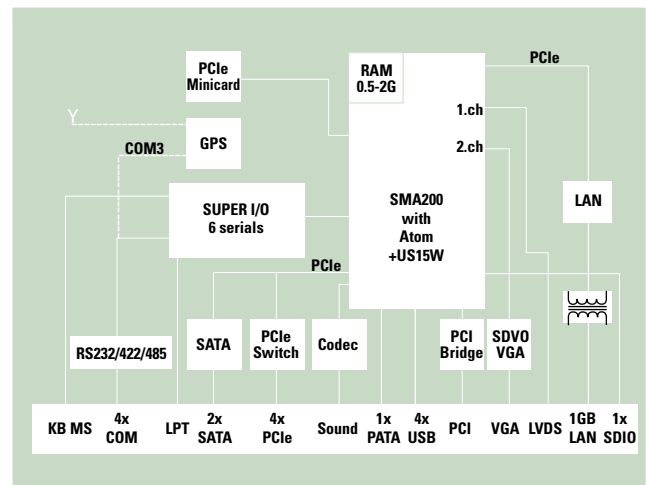 PCIe
Minicard
RAM
0.5-2G
PCIe
1.ch
2.ch
Y
GPS
COM3
SUPER I/O
6 serials
SMA200
with
Atom
+US15W
LAN
PCIe
RS232/422/485
SATA
PCIe
Switch
Codec
PCI
Bridge
SDVO
VGA
KB MS
4x
COM
LPT
2x
SATA
4x
PCIe
Sound
1x
PATA
4x
USB
PCI
VGA
LVDS
1GB
LAN
1x
SDIO